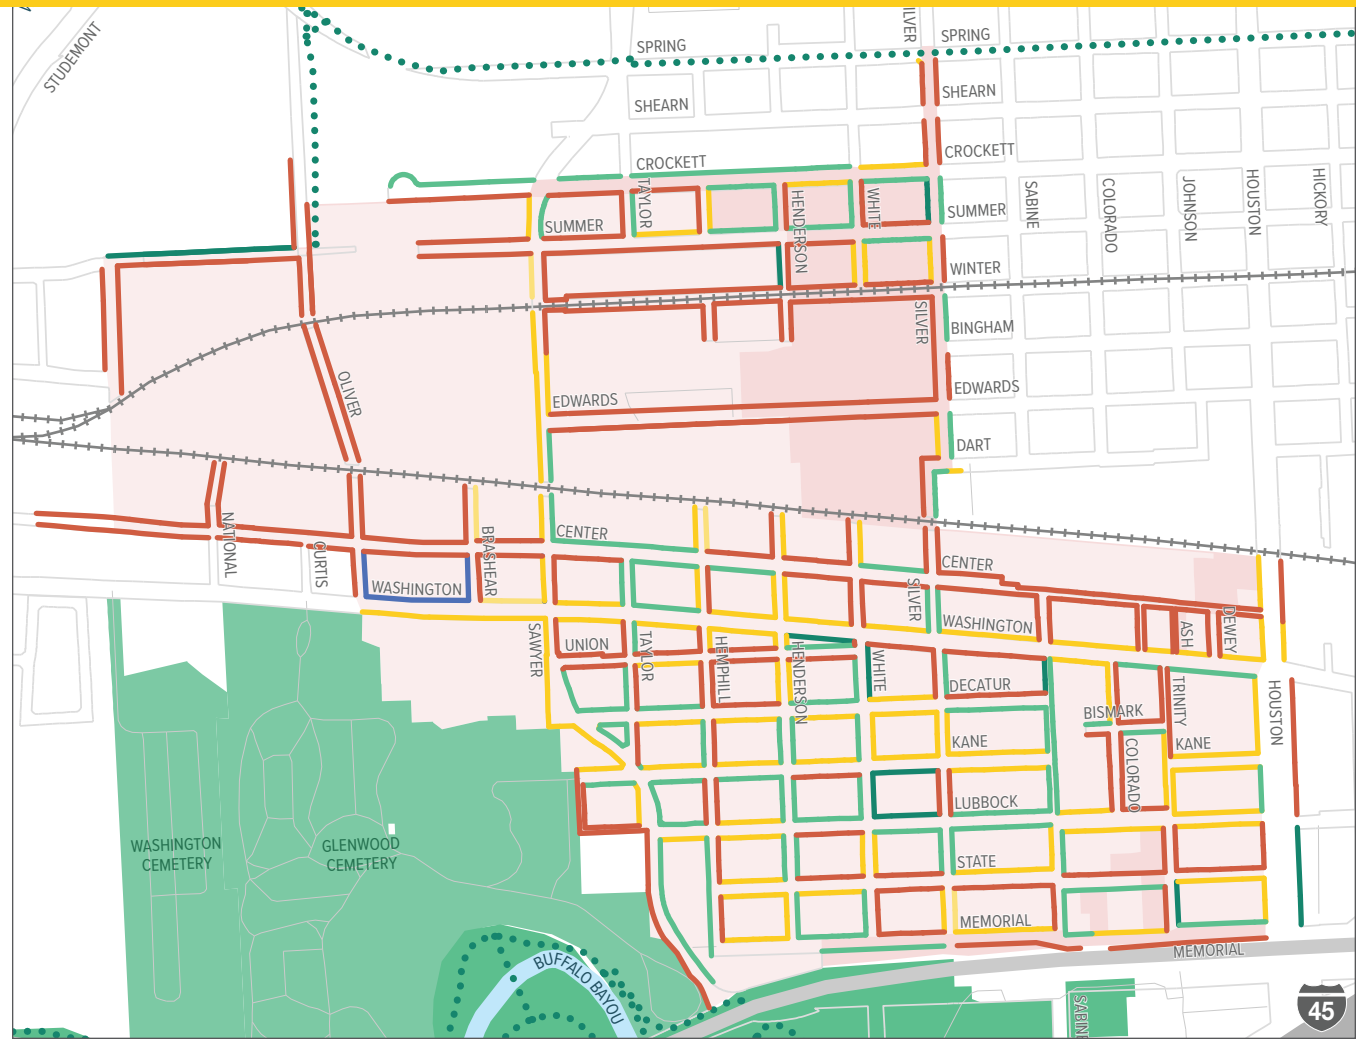 STUDEMONT
SPRING
SPRING
SHEARN
SHEARN
CROCKETT
CROCKETT
TAYLOR
HENDERSON
WHITE
SUMMER
SUMMER
SABINE
COLORADO
JOHNSON
HOUSTON
HICKORY
WINTER
SILVER
BINGHAM
OLIVER
EDWARDS
EDWARDS
DART
NATIONAL
CURTIS
BRASHEAR
CENTER
CENTER
WASHINGTON
SILVER
WASHINGTON
ASH
DEWEY
SAWYER
UNION
TAYLOR
HEMPHILL
HENDERSON
WHITE
DECATUR
TRINITY
HOUSTON
BISMARK
KANE
COLORADO
KANE
LUBBOCK
WASHINGTON
CEMETERY
GLENWOOD
CEMETERY
STATE
MEMORIAL
MEMORIAL
BUFFALO BAYOU
45